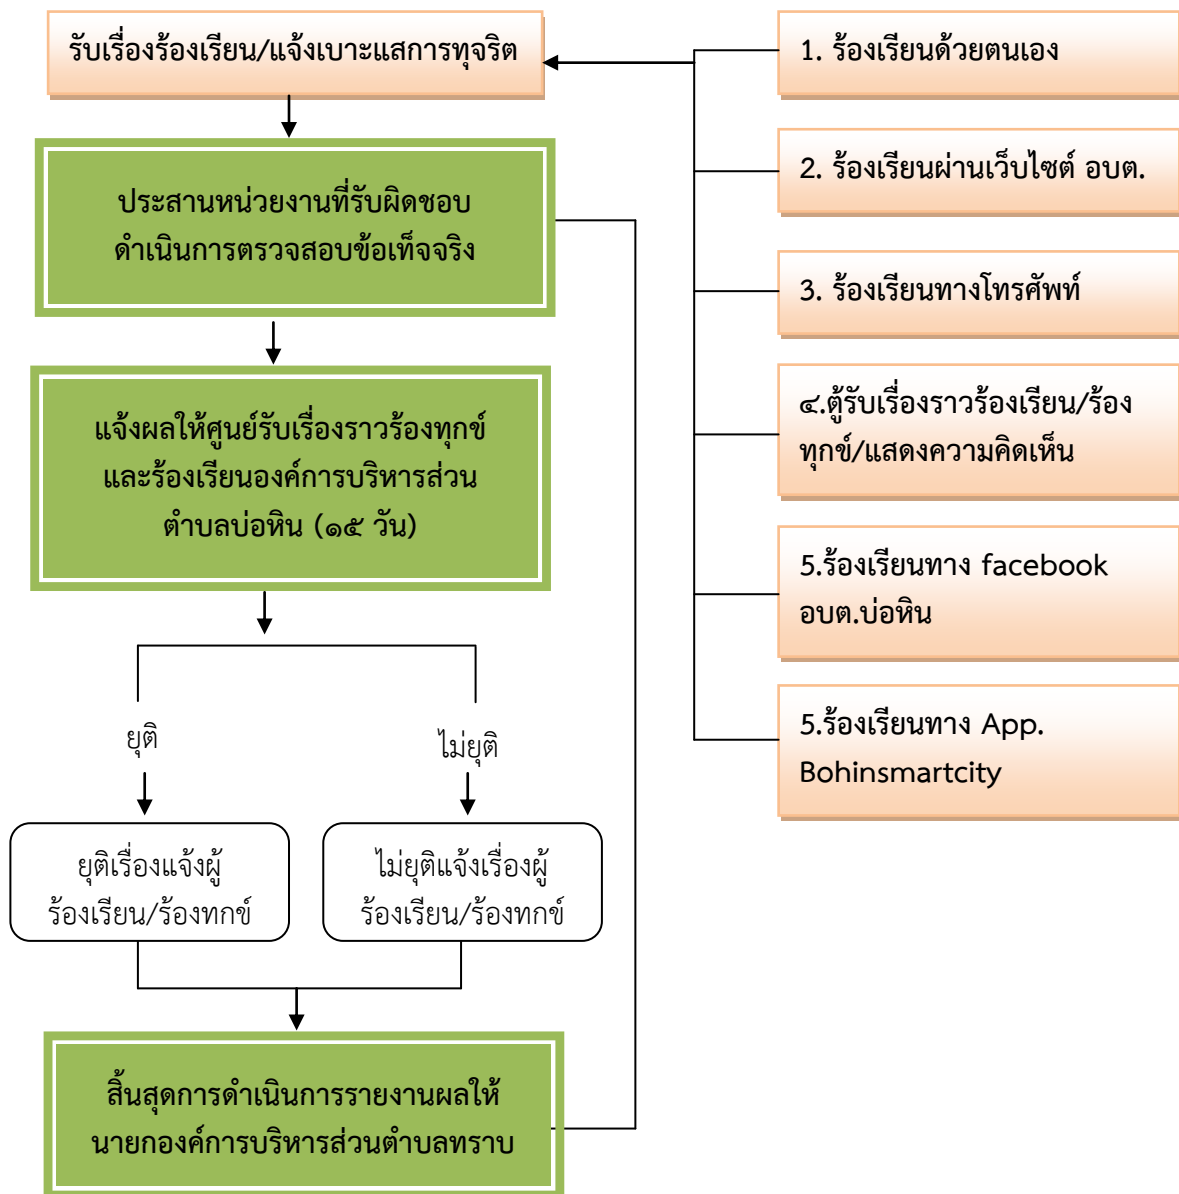 รับเรื่องร้องเรียน/แจ้งเบาะแสการทุจริต
ประสานหน่วยงานที่รับผิดชอบ
ดำเนินการตรวจสอบข้อเท็จจริง
แจ้งผลให้ศูนย์รับเรื่องราวร้องทุกข์
และร้องเรียนองค์การบริหารส่วน
ตำบลบ่อหิน (๑๕ วัน)
ยุติ
ไม่ยุติ
ยุติเรื่องแจ้งผู้
ร้องเรียน/ร้องทกข์
ไม่ยุติแจ้งเรื่องผู้
ร้องเรียน/ร้องทกข์
สิ้นสุดการดำเนินการรายงานผลให้
นายกองค์การบริหารส่วนตำบลทราบ
1. ร้องเรียนด้วยตนเอง
2. ร้องเรียนผ่านเว็บไซต์ อบต.
3. ร้องเรียนทางโทรศัพท์
๔.ตู้รับเรื่องราวร้องเรียน/ร้อง
ทุกข์/แสดงความคิดเห็น
5.ร้องเรียนทาง facebook
อบต.บ่อหิน
5.ร้องเรียนทาง App.
Bohinsmartcity